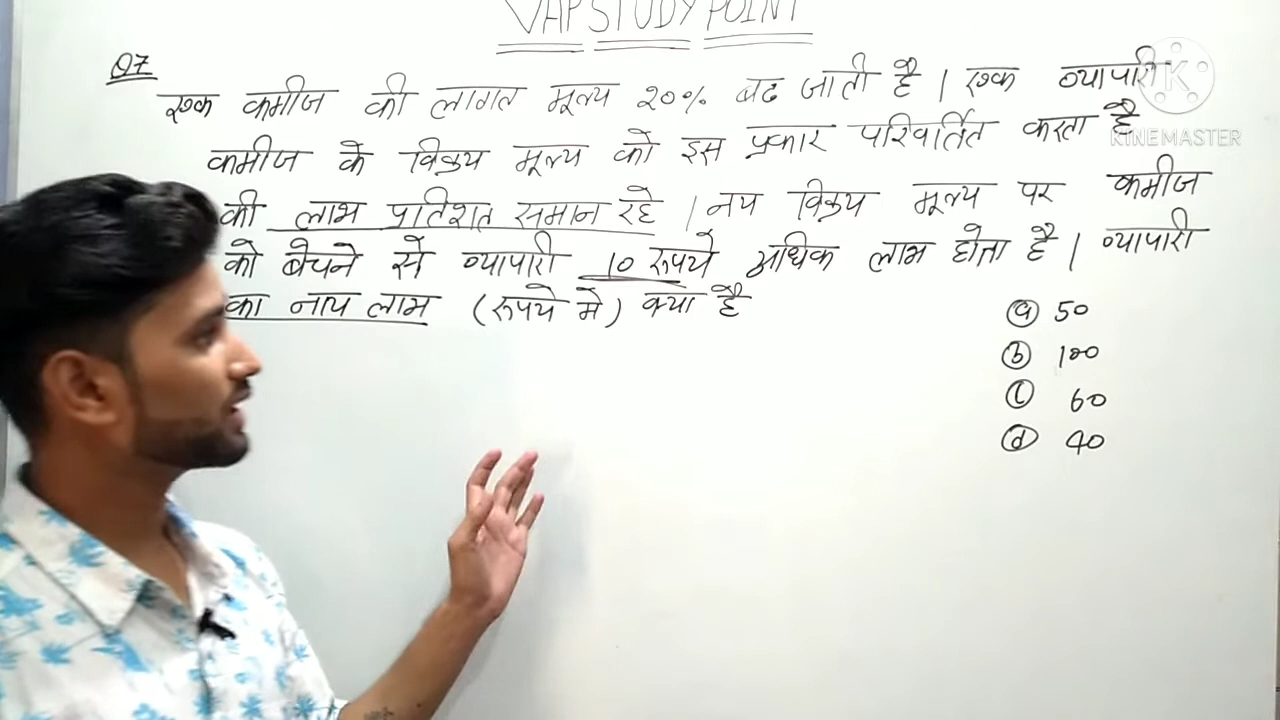 VAP STUDY POINT
Q7 एक कमीज की लागत मूल्य 20% बढ जाती है। एक व्यापारी
कमीज के विक्रय मूल्य को इस प्रकार परिवर्तित करता है
की लाभ प्रतिशत समान रहे। नय विक्रय मूल्य पर कमीज
को बेचने से व्यापारी 10 रूपये अधिक लाभ होता है। व्यापारी
का नाय लाभ (रूपये मे) क्या है
(a) 50
(b) 100
(c) 60
(d) 40
K
KINEMASTER